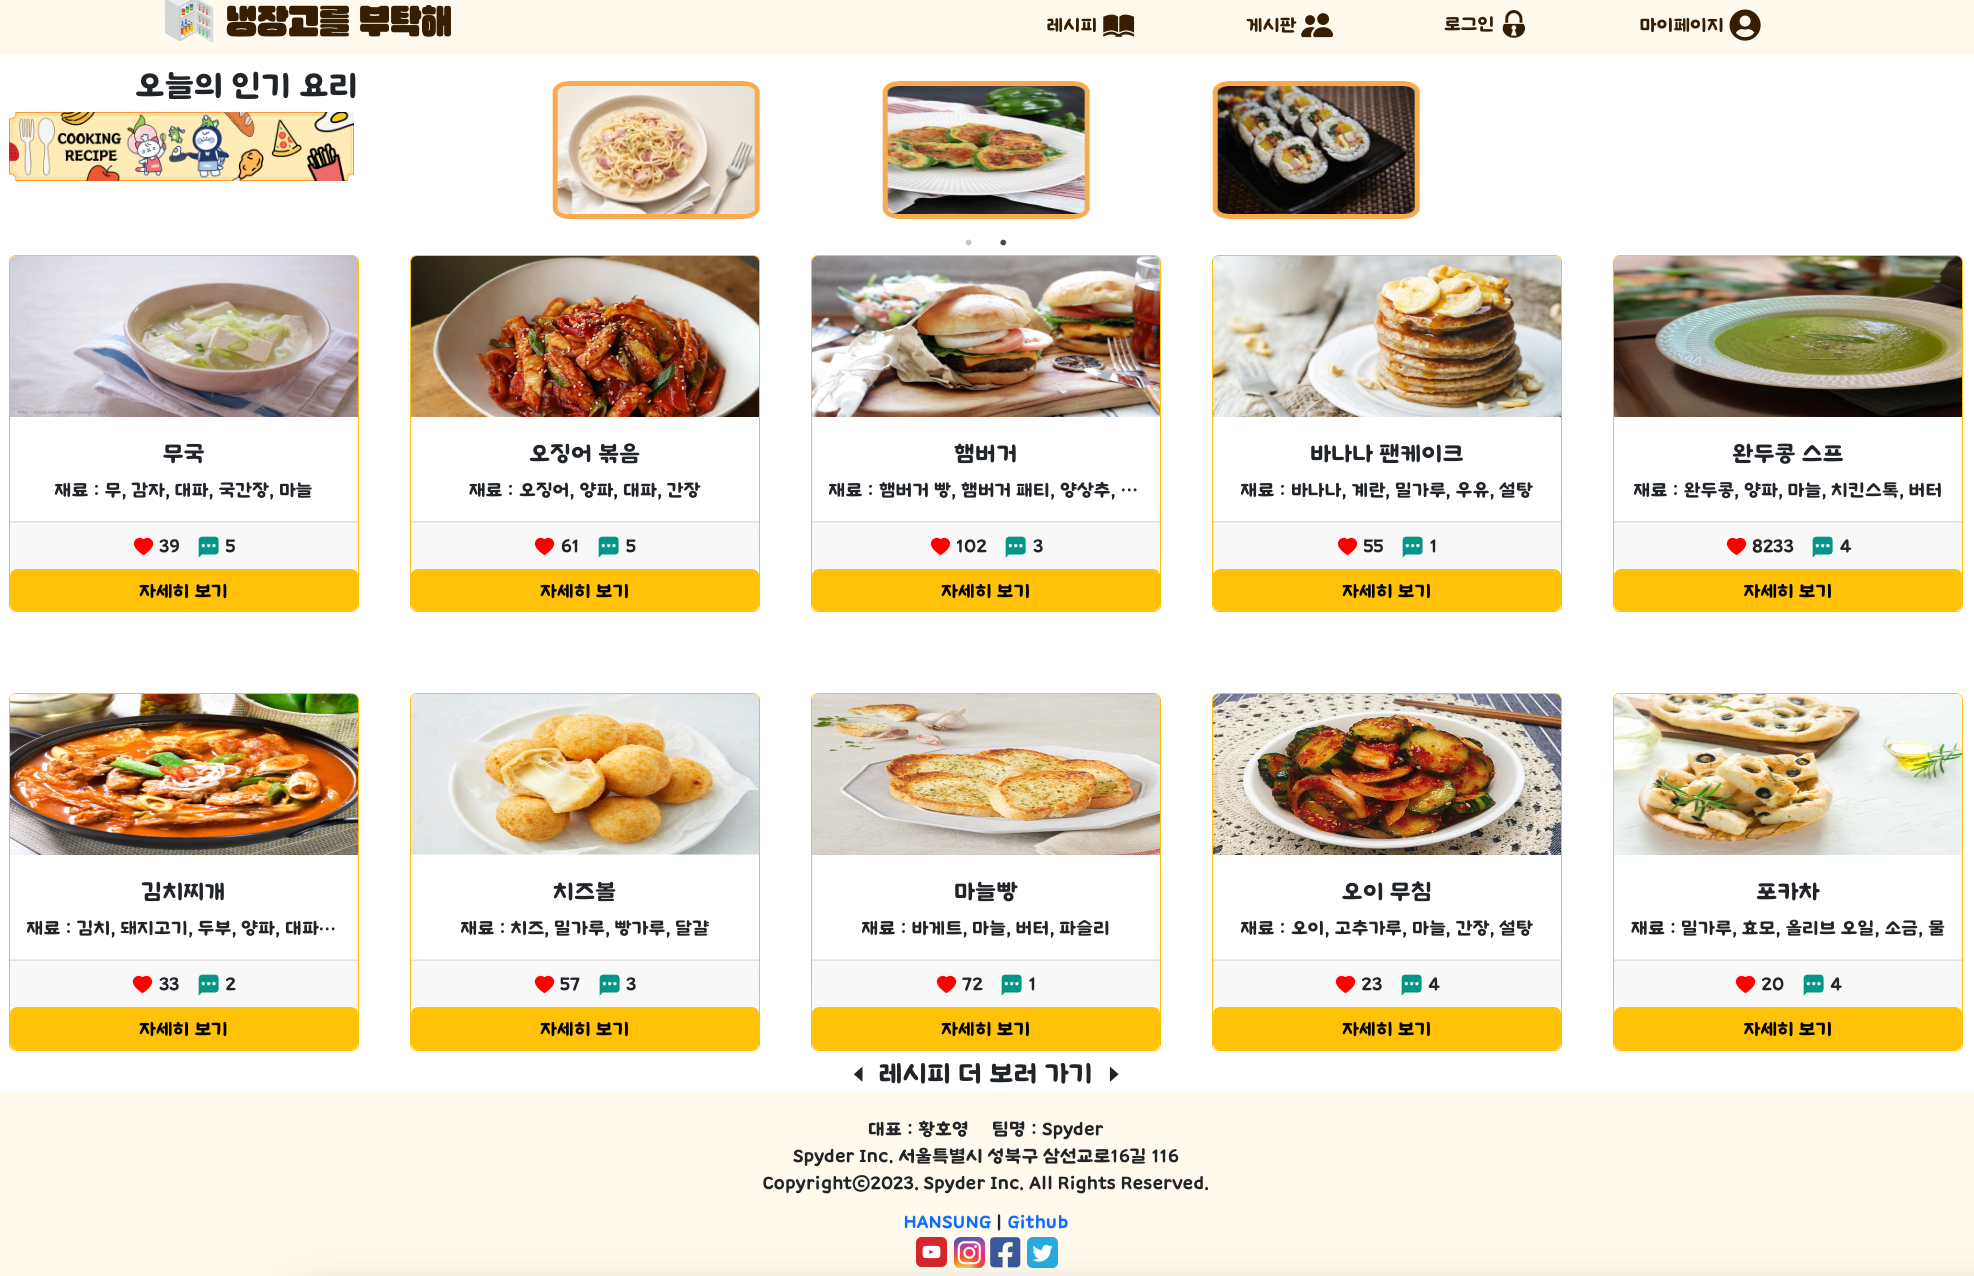 냉장고를 부탁해
레시피
게시판
로그인
마이페이지
오늘의 인기 요리
COOKING
RECIPE
무국
재료 : 무, 감자, 대파, 국간장, 마늘
39 5
자세히 보기
오징어 볶음
재료 : 오징어, 양파, 대파, 간장
61 5
자세히 보기
햄버거
재료 : 햄버거 빵, 햄버거 패티, 양상추, ...
102 3
자세히 보기
바나나 팬케이크
재료 : 바나나, 계란, 밀가루, 우유, 설탕
55 1
자세히 보기
완두콩 스프
재료 : 완두콩, 양파, 마늘, 치킨스톡, 버터
8233 4
자세히 보기
김치찌개
재료 : 김치, 돼지고기, 두부, 양파, 대파...
33 2
자세히 보기
치즈볼
재료 : 치즈, 밀가루, 빵가루, 달걀
57 3
자세히 보기
마늘빵
재료 : 바게트, 마늘, 버터, 파슬리
72 1
자세히 보기
오이 무침
재료 : 오이, 고추가루, 마늘, 간장, 설탕
23 4
자세히 보기
포카차
재료 : 밀가루, 효모, 올리브 오일, 소금, 물
20 4
자세히 보기
레시피 더 보러 가기
대표 : 황호영 팀명 : Spyder
Spyder Inc. 서울특별시 성북구 삼선교로16길 116
Copyright©2023. Spyder Inc. All Rights Reserved.
HANSUNG | Github